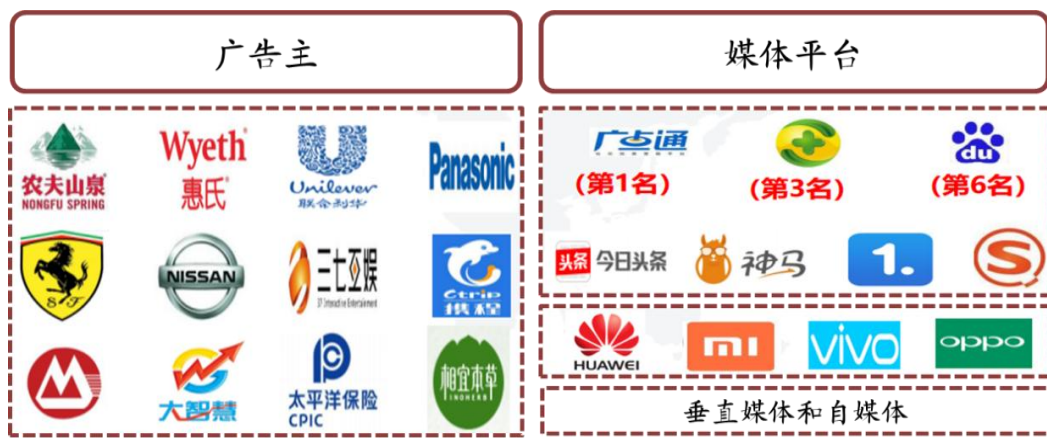 广告主
媒体平台
农夫山泉
NONGFU SPRING
Wyeth
惠氏
Unilever
联合利华
Panasonic
S F
NISSAN
三七互娱
37 Interactive Entertainment
Ctrip
携程
大智慧
太平洋保险
CPIC
相宜本草
INOHERB
广点通
(第1名)
(第3名)
du
(第6名)
头条 今日头条
神马
1.
S
HUAWEI
mi
vivo
oppo
垂直媒体和自媒体